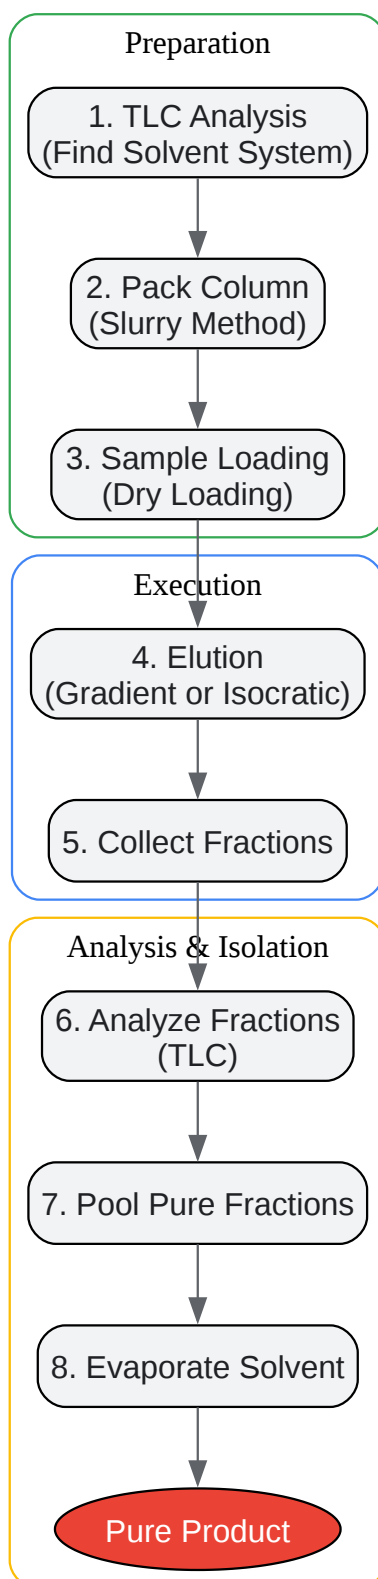 Preparation
1. TLC Analysis
(Find Solvent System)
2. Pack Column
(Slurry Method)
3. Sample Loading
(Dry Loading)
Execution
4. Elution
(Gradient or Isocratic)
5. Collect Fractions
Analysis & Isolation
6. Analyze Fractions
(TLC)
7. Pool Pure Fractions
8. Evaporate Solvent
Pure Product